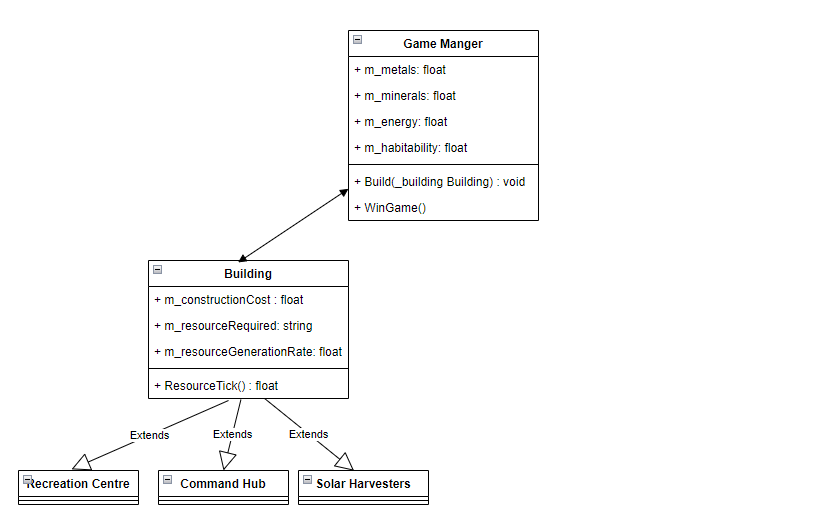 Game Manger
+ m_metals: float
+ m_minerals: float
+ m_energy: float
+ m_habitability: float
+ Build(_building Building) : void
+ WinGame()
Building
+ m_constructionCost : float
+ m_resourceRequired: string
+ m_resourceGenerationRate: float
+ ResourceTick() : float
Extends
Extends
Extends
Recreation Centre
Command Hub
Solar Harvesters